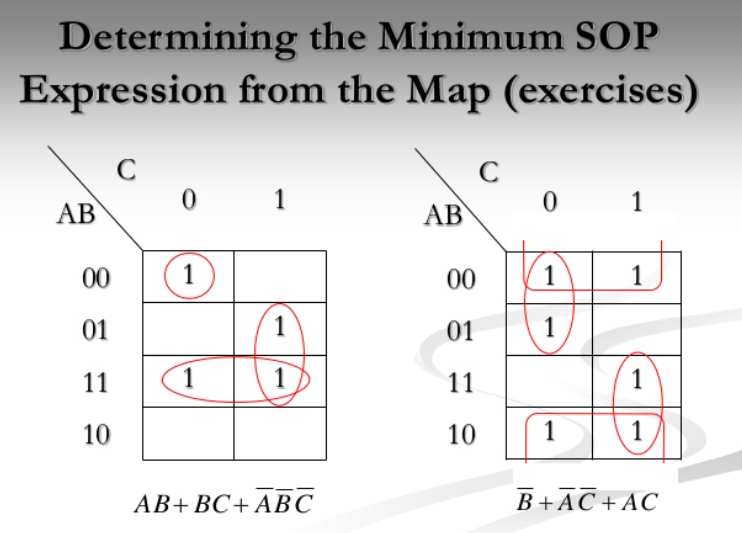 Determining the Minimum SOP
Expression from the Map (exercises)
C
AB
0 1
00 1
01 1
11 1 1
10
AB + BC + A̅B̅C̅
C
AB
0 1
00 1 1
01 1
11 1
10 1 1
B̅ + A̅C̅ + AC